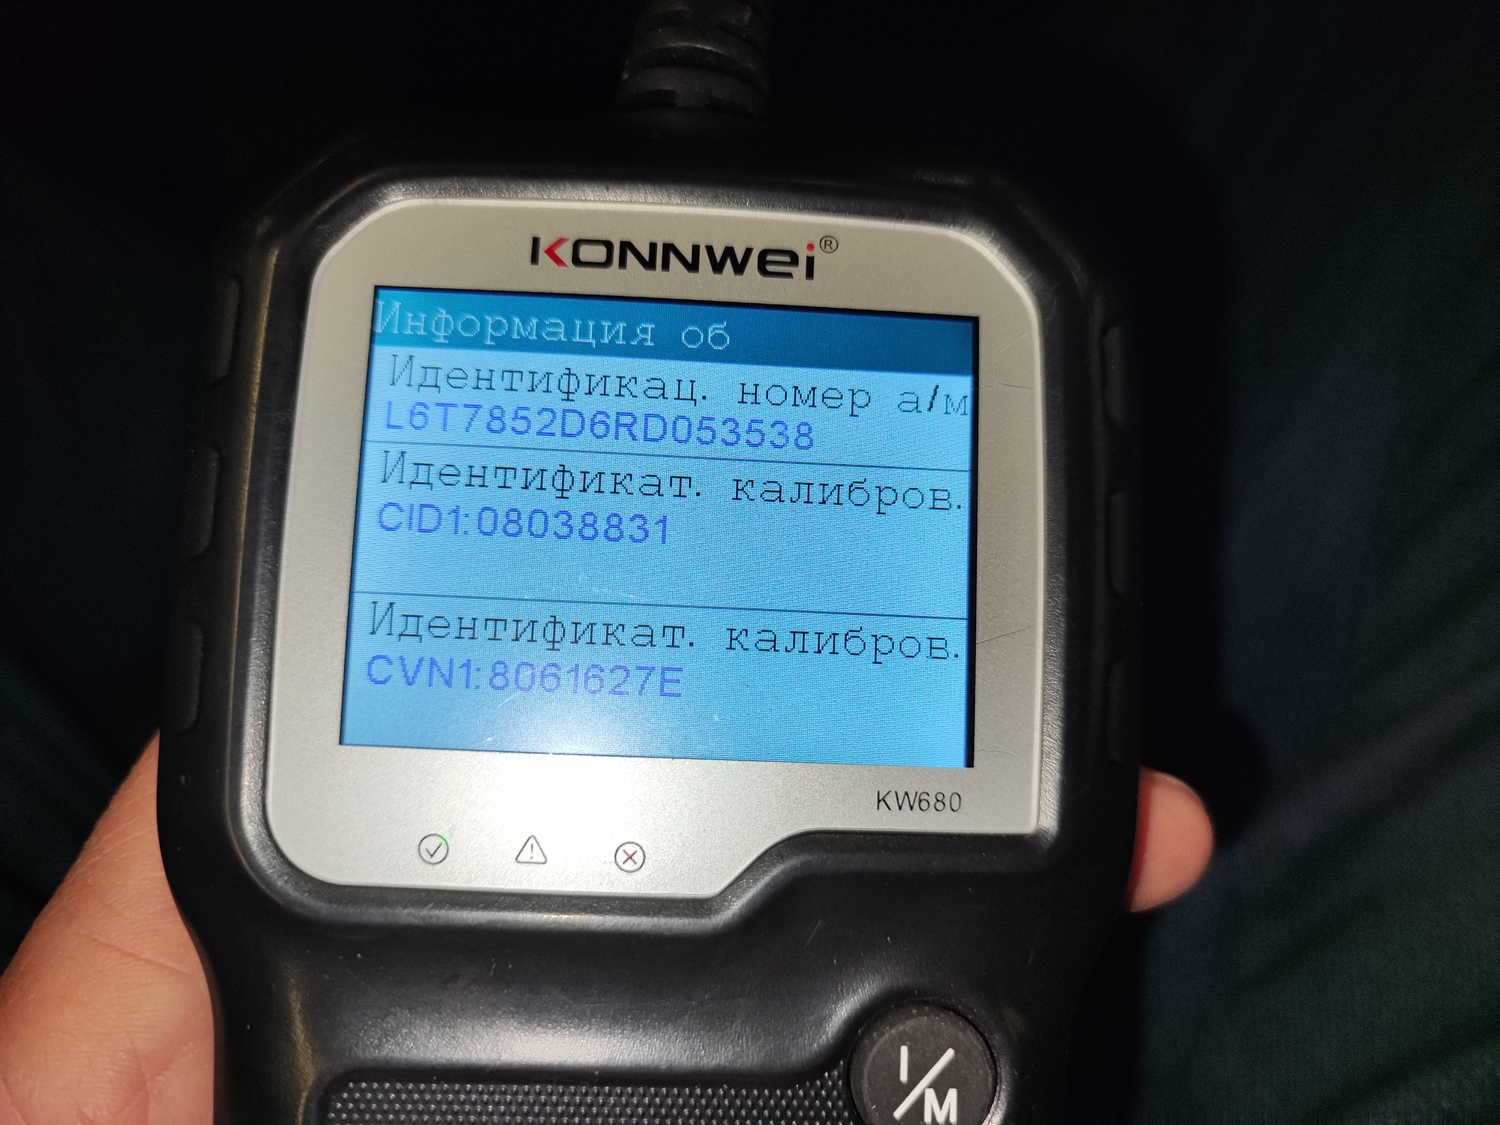 KONNWEI®
Информация об
Идентификац. номер а/м
L6T7852D6RD053538
Идентификат. калибров.
CID1:08038831
Идентификат. калибров.
CVN1:8061627E
KW680
I/M